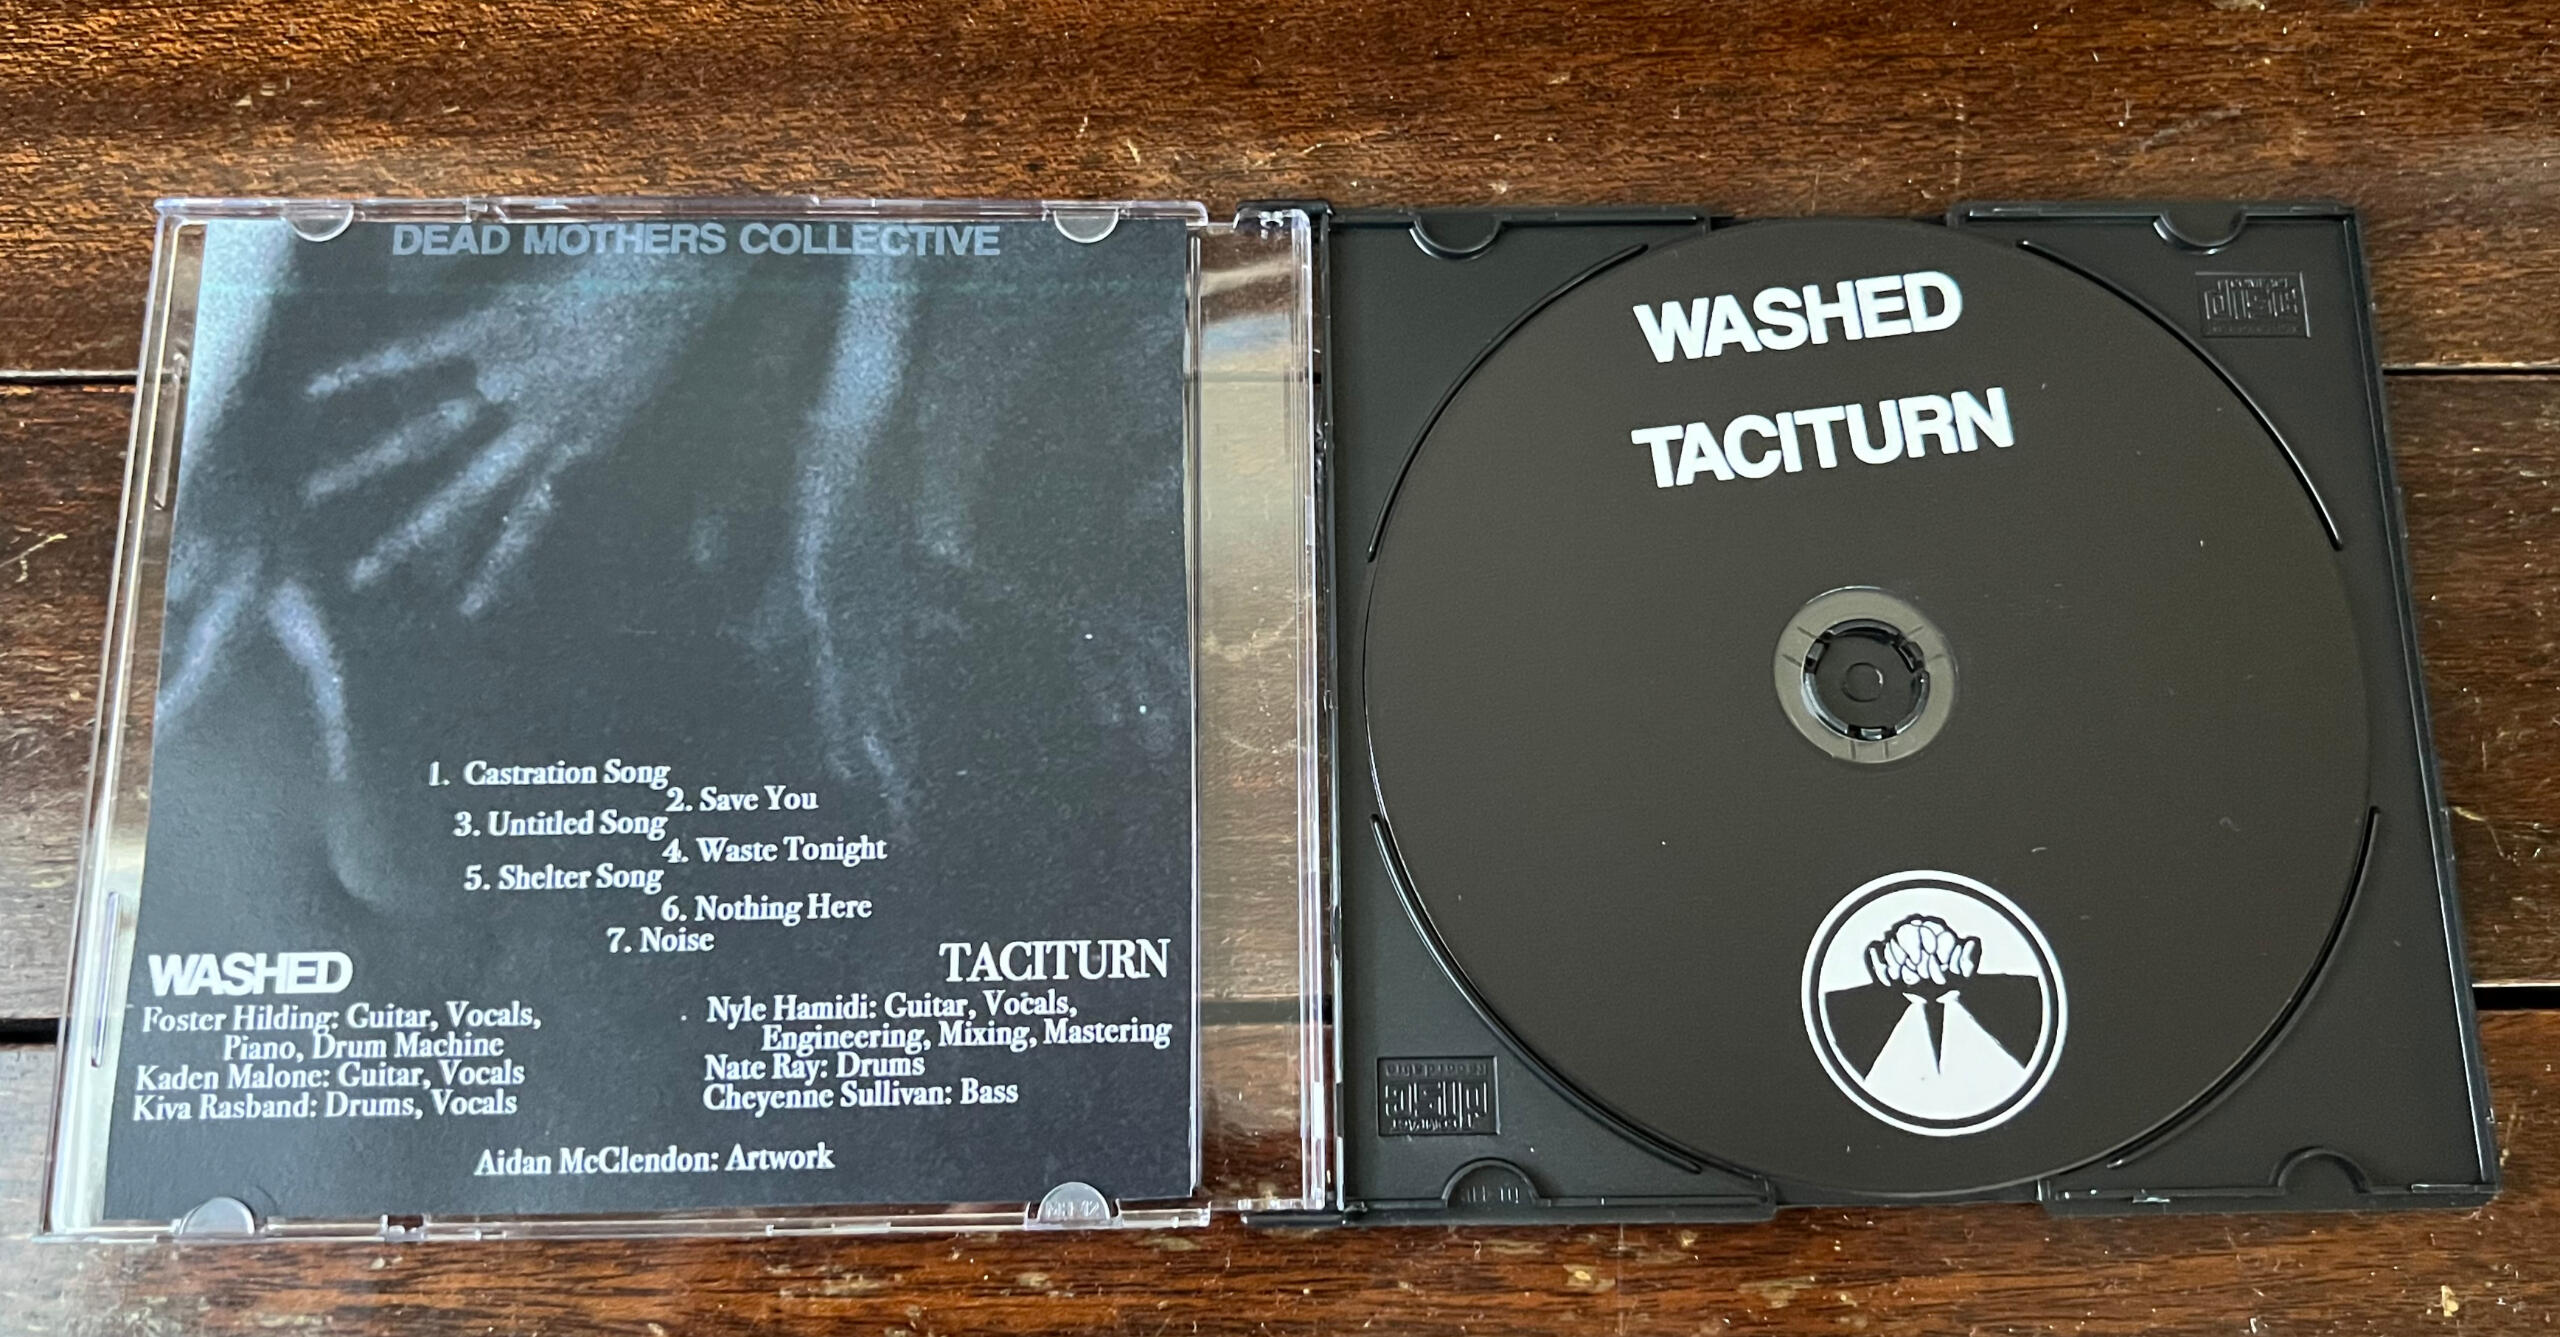 DEAD MOTHERS COLLECTIVE
1. Castration Song
2. Save You
3. Untitled Song
4. Waste Tonight
5. Shelter Song
6. Nothing Here
7. Noise
WASHED
Foster Hilding: Guitar, Vocals,
Piano, Drum Machine
Kaden Malone: Guitar, Vocals
Kiva Rasband: Drums, Vocals
TACITURN
Nyle Hamidi: Guitar, Vocals,
Engineering, Mixing, Mastering
Nate Ray: Drums
Cheyenne Sullivan: Bass
Aidan McClendon: Artwork
WASHED
TACITURN
disc
disc